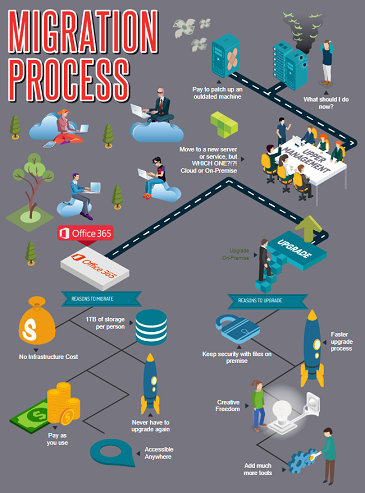 MIGRATION
PROCESS
Pay to patch up an
outdated machine
What should I do
now?
Move to a new server
or service, but
WHICH ONE?!?!
Cloud or On-Premise
UPPER
MANAGEMENT
Office 365
Office 365
Upgrade
On-Premise
UPGRADE
REASONS TO MIGRATE
1TB of storage
per person
No Infrastructure Cost
Never have to
upgrade again
Pay as
you use
Accessible
Anywhere
REASONS TO UPGRADE
Faster
upgrade
process
Keep security with files on
premise
Creative
Freedom
Add much
more tools